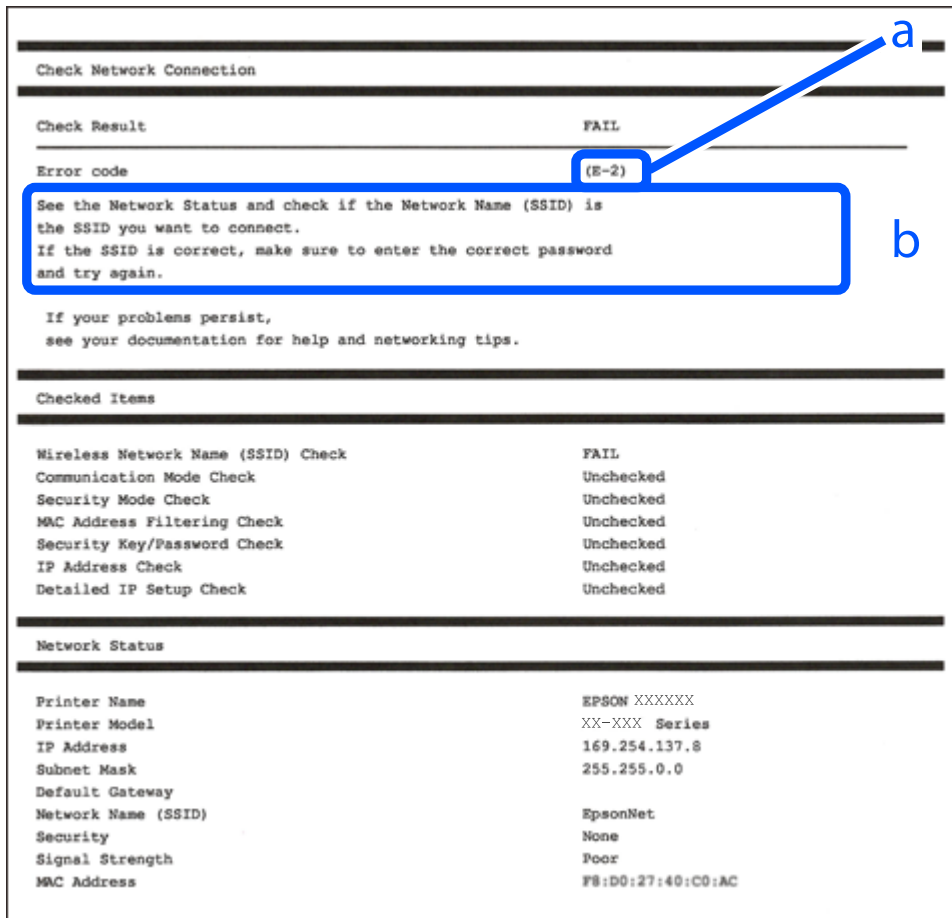 a
Check Network Connection
Check Result FAIL
Error code (E-2)
See the Network Status and check if the Network Name (SSID) is
the SSID you want to connect.
If the SSID is correct, make sure to enter the correct password
and try again.
b
If your problems persist,
see your documentation for help and networking tips.
Checked Items
Wireless Network Name (SSID) Check FAIL
Communication Mode Check Unchecked
Security Mode Check Unchecked
MAC Address Filtering Check Unchecked
Security Key/Password Check Unchecked
IP Address Check Unchecked
Detailed IP Setup Check Unchecked
Network Status
Printer Name EPSON XXXXXX
Printer Model XX-XXX Series
IP Address 169.254.137.8
Subnet Mask 255.255.0.0
Default Gateway
Network Name (SSID) EpsonNet
Security None
Signal Strength Poor
MAC Address F8:D0:27:40:C0:AC